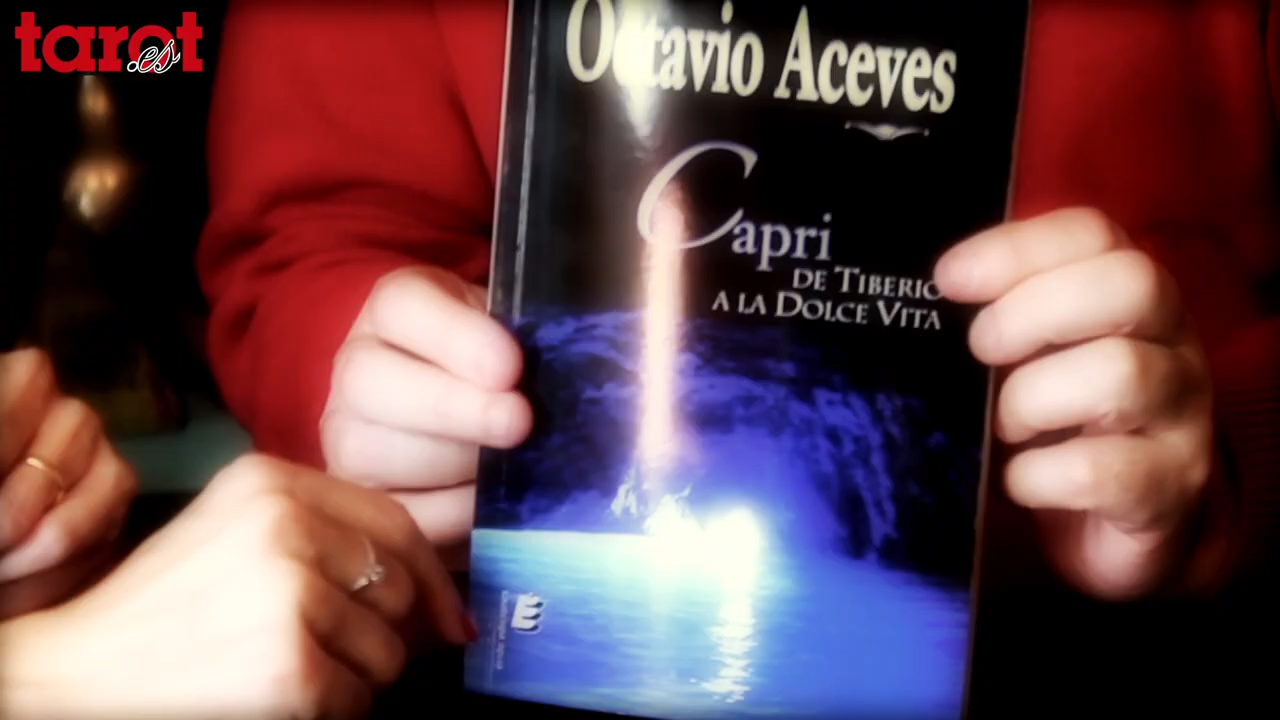 tarot
.es
Octavio Aceves
Capri
DE TIBERIO
A LA DOLCE VITA